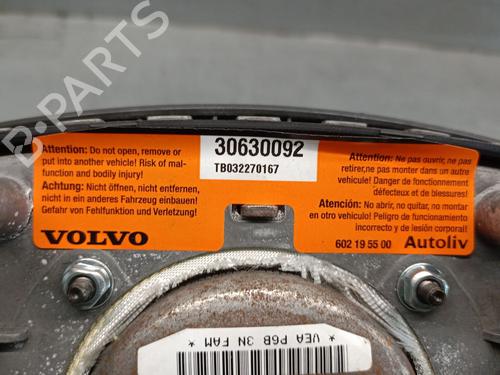 B-PARTS
Attention: Do not open, remove or
put into another vehicle! Risk of mal-
function and bodily injury!
Achtung: Nicht öffnen, nicht entfernen,
nicht in ein anderes Fahrzeug einbauen!
Gefahr von Fehlfunktion und Verletzung!
VOLVO
30630092
TB032270167
Attention: Ne pas ouvrir, ne pas
retirer,ne pas monter dans un autre
véhicule! Danger de fonctionnement
défecteux et de blessures!
Atención: No abrir, no quitar, no montar
en otro vehiculo! Peligro de funcionamiento
incorrecto y de lesión corporal!
602 19 55 00 Autoliv
* VEA P6B 3N FAM *